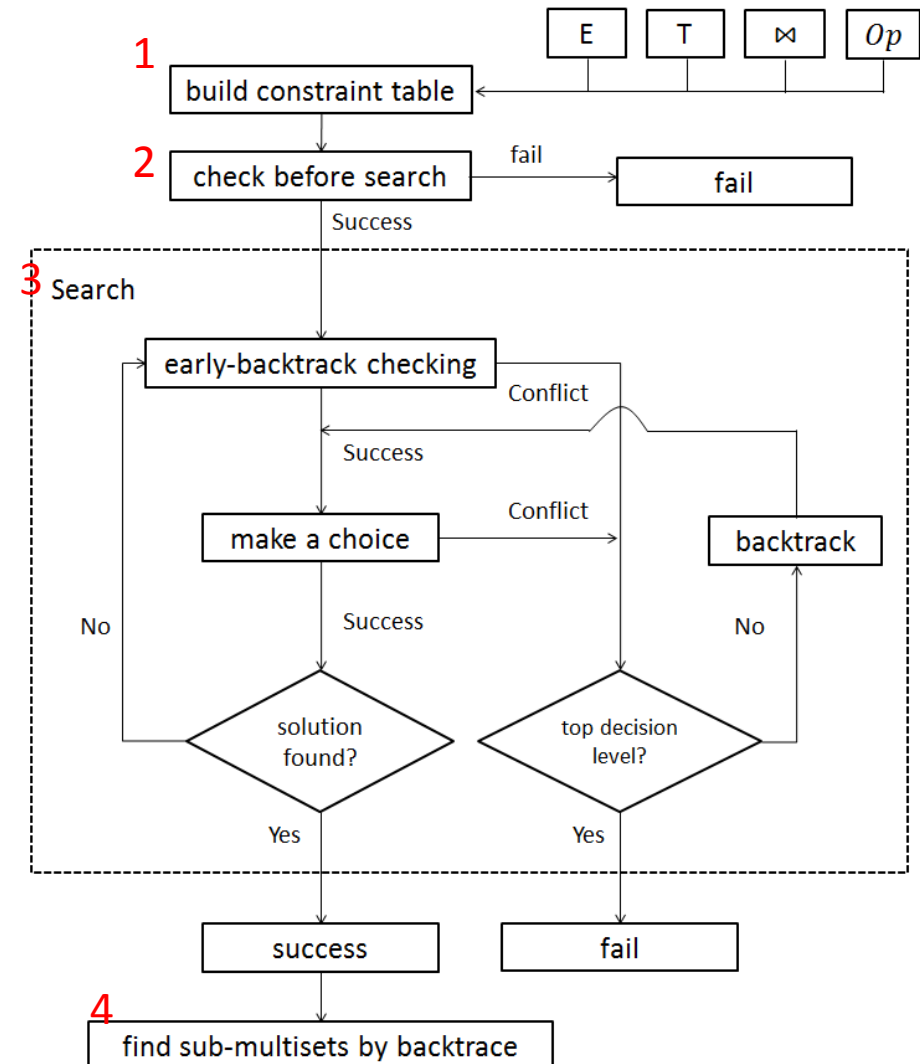 E
T
⋈
Op
1
build constraint table
2
check before search
fail
fail
Success
3
Search
early-backtrack checking
Conflict
Success
make a choice
Conflict
backtrack
No
Success
No
solution
found?
top decision
level?
Yes
Yes
success
fail
4
find sub-multisets by backtrace